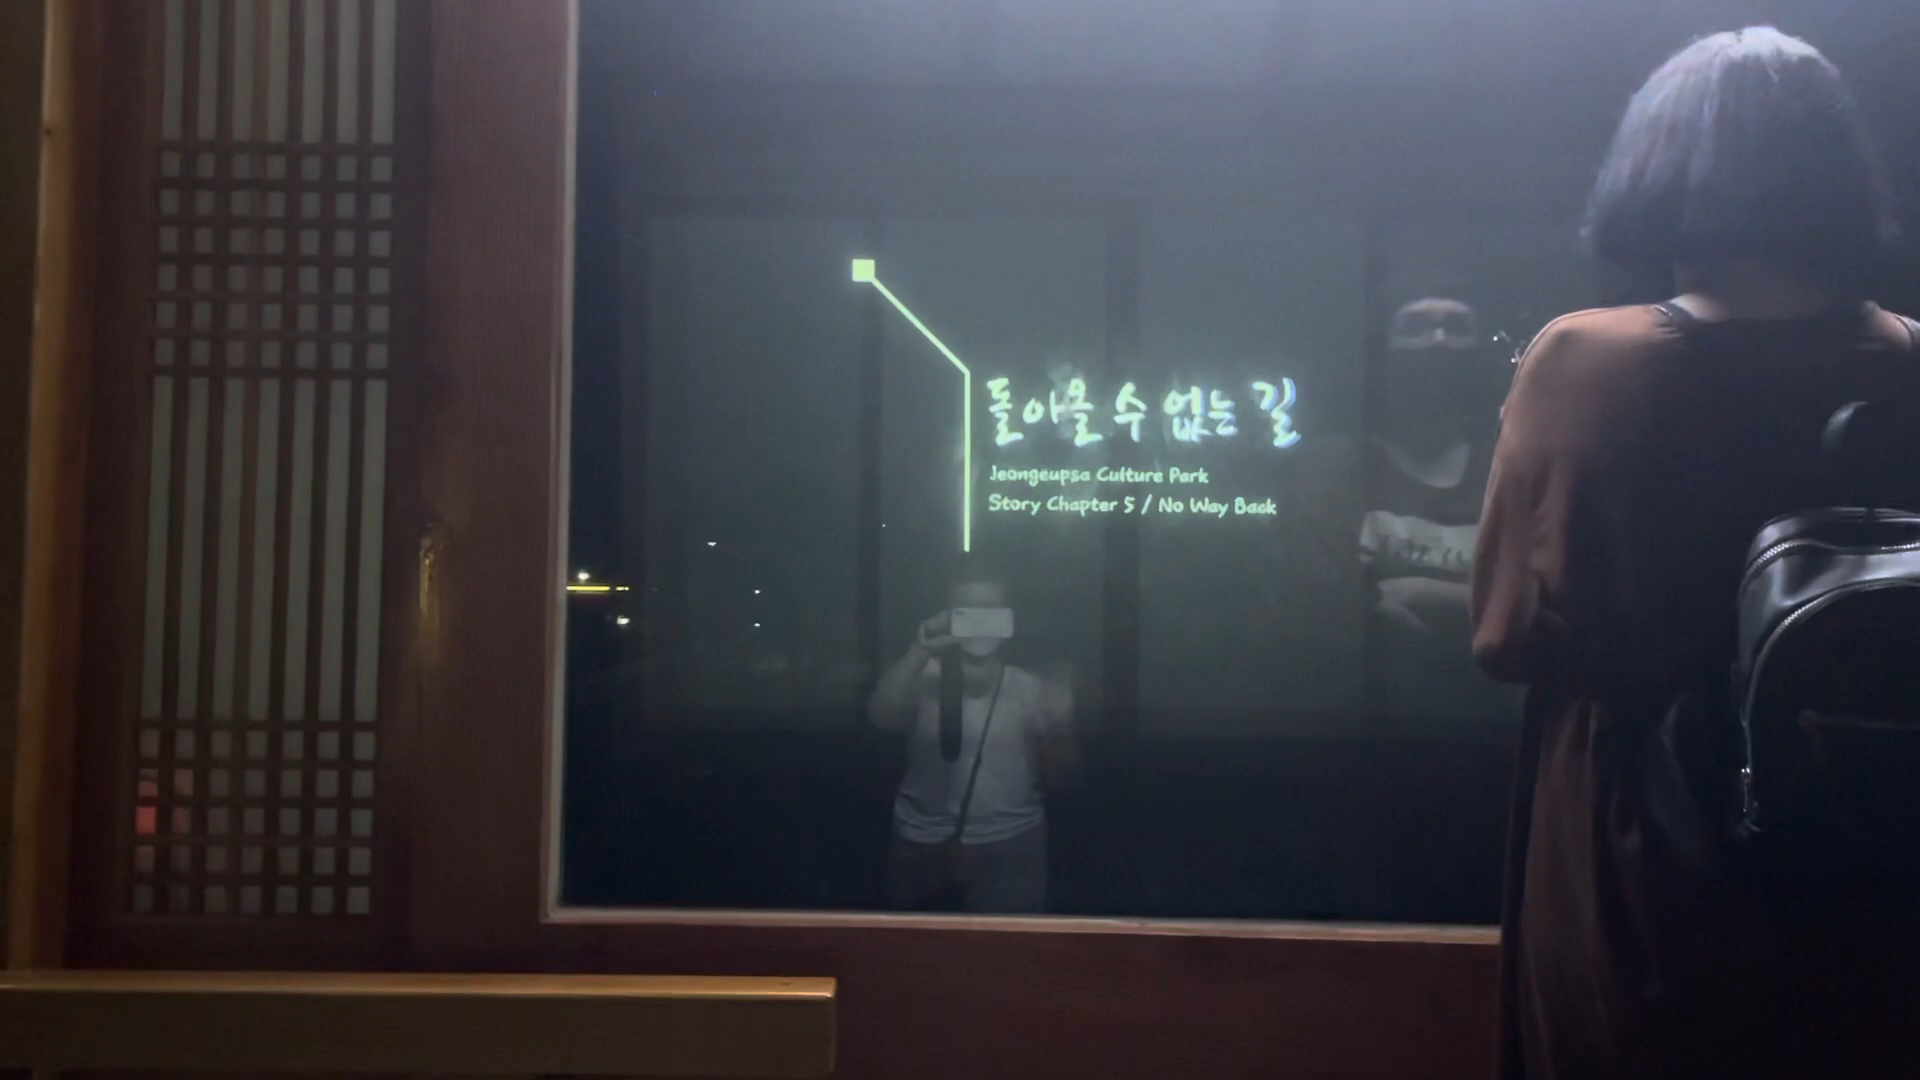 돌아올 수 없는 길
Jeongeupsa Culture Park
Story Chapter 5 / No Way Back